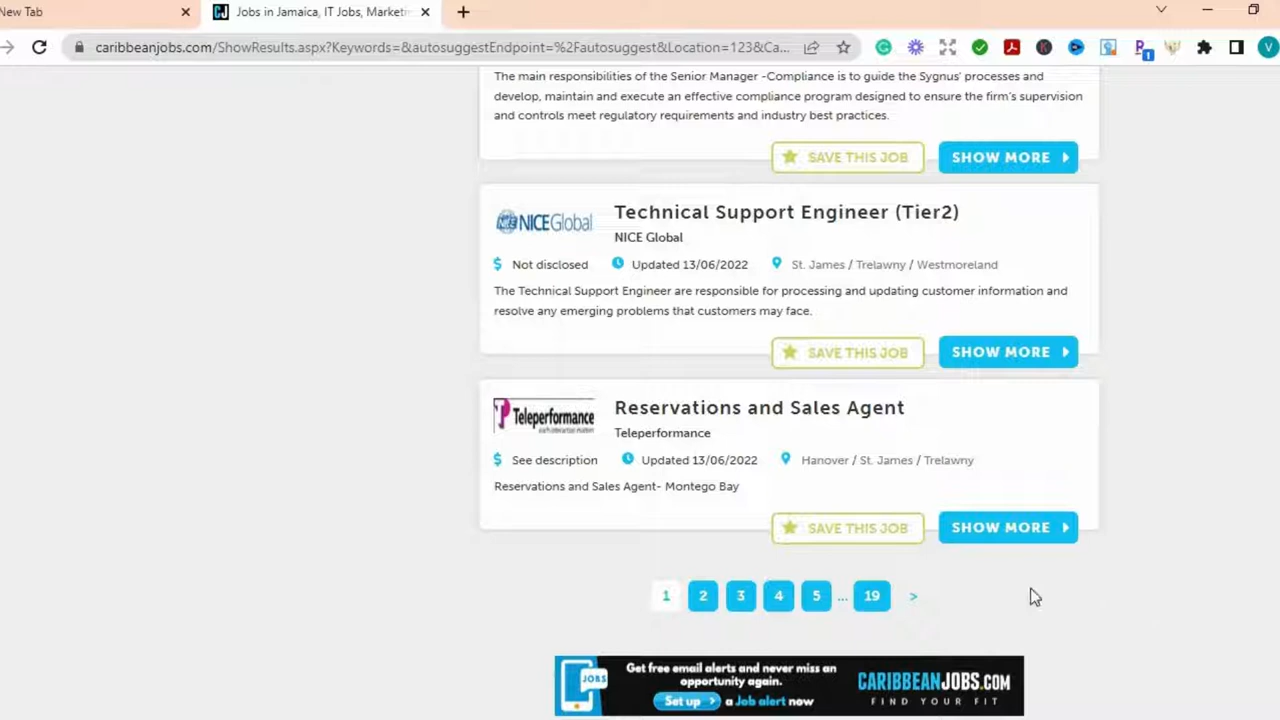 New Tab
Jobs in Jamaica, IT Jobs, Marketin
caribbeanjobs.com/ShowResults.aspx?Keywords=&autosuggestEndpoint=%2Fautosuggest&Location=123&Ca...
The main responsibilities of the Senior Manager -Compliance is to guide the Sygnus' processes and
develop, maintain and execute an effective compliance program designed to ensure the firm's supervision
and controls meet regulatory requirements and industry best practices.
SAVE THIS JOB
SHOW MORE
NICE Global
Technical Support Engineer (Tier2)
NICE Global
Not disclosed
Updated 13/06/2022
St. James / Trelawny / Westmoreland
The Technical Support Engineer are responsible for processing and updating customer information and
resolve any emerging problems that customers may face.
SAVE THIS JOB
SHOW MORE
Teleperformance
Reservations and Sales Agent
Teleperformance
See description
Updated 13/06/2022
Hanover / St. James / Trelawny
Reservations and Sales Agent- Montego Bay
SAVE THIS JOB
SHOW MORE
1 2 3 4 5 ... 19 >
JOBS
Get free email alerts and never miss an
opportunity again.
Set up > a Job alert now
CARIBBEANJOBS.COM
FIND YOUR FIT